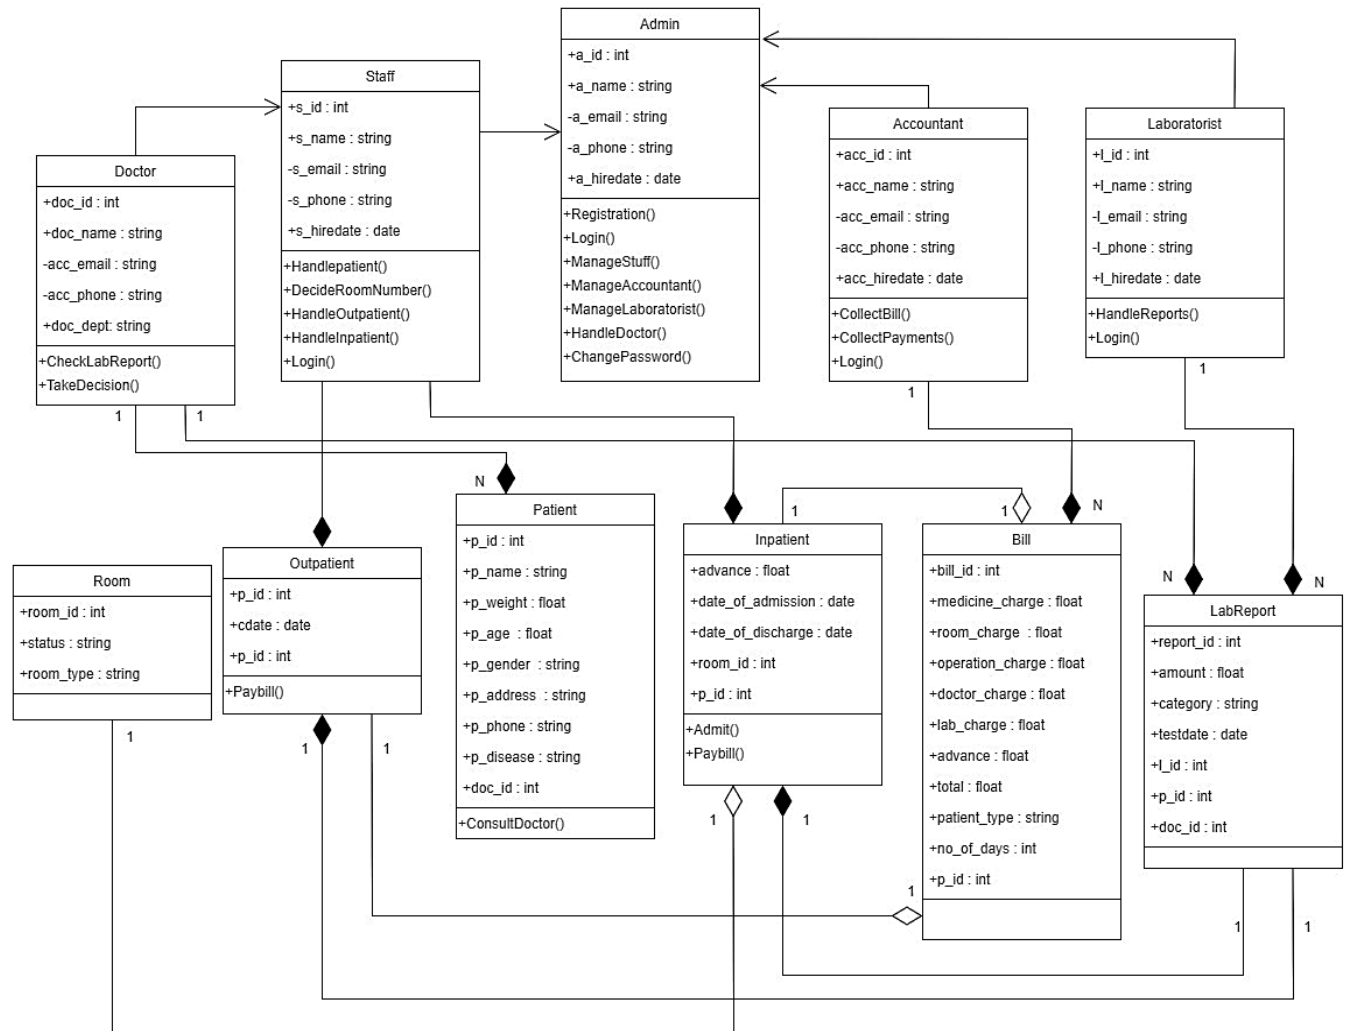 Admin
+a_id : int
+a_name : string
-a_email : string
-a_phone : string
+a_hiredate : date
+Registration()
+Login()
+ManageStuff()
+ManageAccountant()
+ManageLaboratorist()
+HandleDoctor()
+ChangePassword()
Staff
+s_id : int
+s_name : string
-s_email : string
-s_phone : string
+s_hiredate : date
+Handlepatient()
+DecideRoomNumber()
+HandleOutpatient()
+HandleInpatient()
+Login()
Accountant
+acc_id : int
+acc_name : string
-acc_email : string
-acc_phone : string
+acc_hiredate : date
+CollectBill()
+CollectPayments()
+Login()
1
Laboratorist
+l_id : int
+l_name : string
-l_email : string
-l_phone : string
+l_hiredate : date
+HandleReports()
+Login()
1
Doctor
+doc_id : int
+doc_name : string
-acc_email : string
-acc_phone : string
+doc_dept: string
+CheckLabReport()
+TakeDecision()
1
1
N
Patient
+p_id : int
+p_name : string
+p_weight : float
+p_age : float
+p_gender : string
+p_address : string
+p_phone : string
+p_disease : string
+doc_id : int
+ConsultDoctor()
1
Inpatient
+advance : float
+date_of_admission : date
+date_of_discharge : date
+room_id : int
+p_id : int
+Admit()
+Paybill()
1
1
1
N
Bill
+bill_id : int
+medicine_charge : float
+room_charge : float
+operation_charge : float
+doctor_charge : float
+lab_charge : float
+advance : float
+total : float
+patient_type : string
+no_of_days : int
+p_id : int
1
Outpatient
+p_id : int
+cdate : date
+p_id : int
+Paybill()
1
1
Room
+room_id : int
+status : string
+room_type : string
1
N
N
LabReport
+report_id : int
+amount : float
+category : string
+testdate : date
+l_id : int
+p_id : int
+doc_id : int
1
1